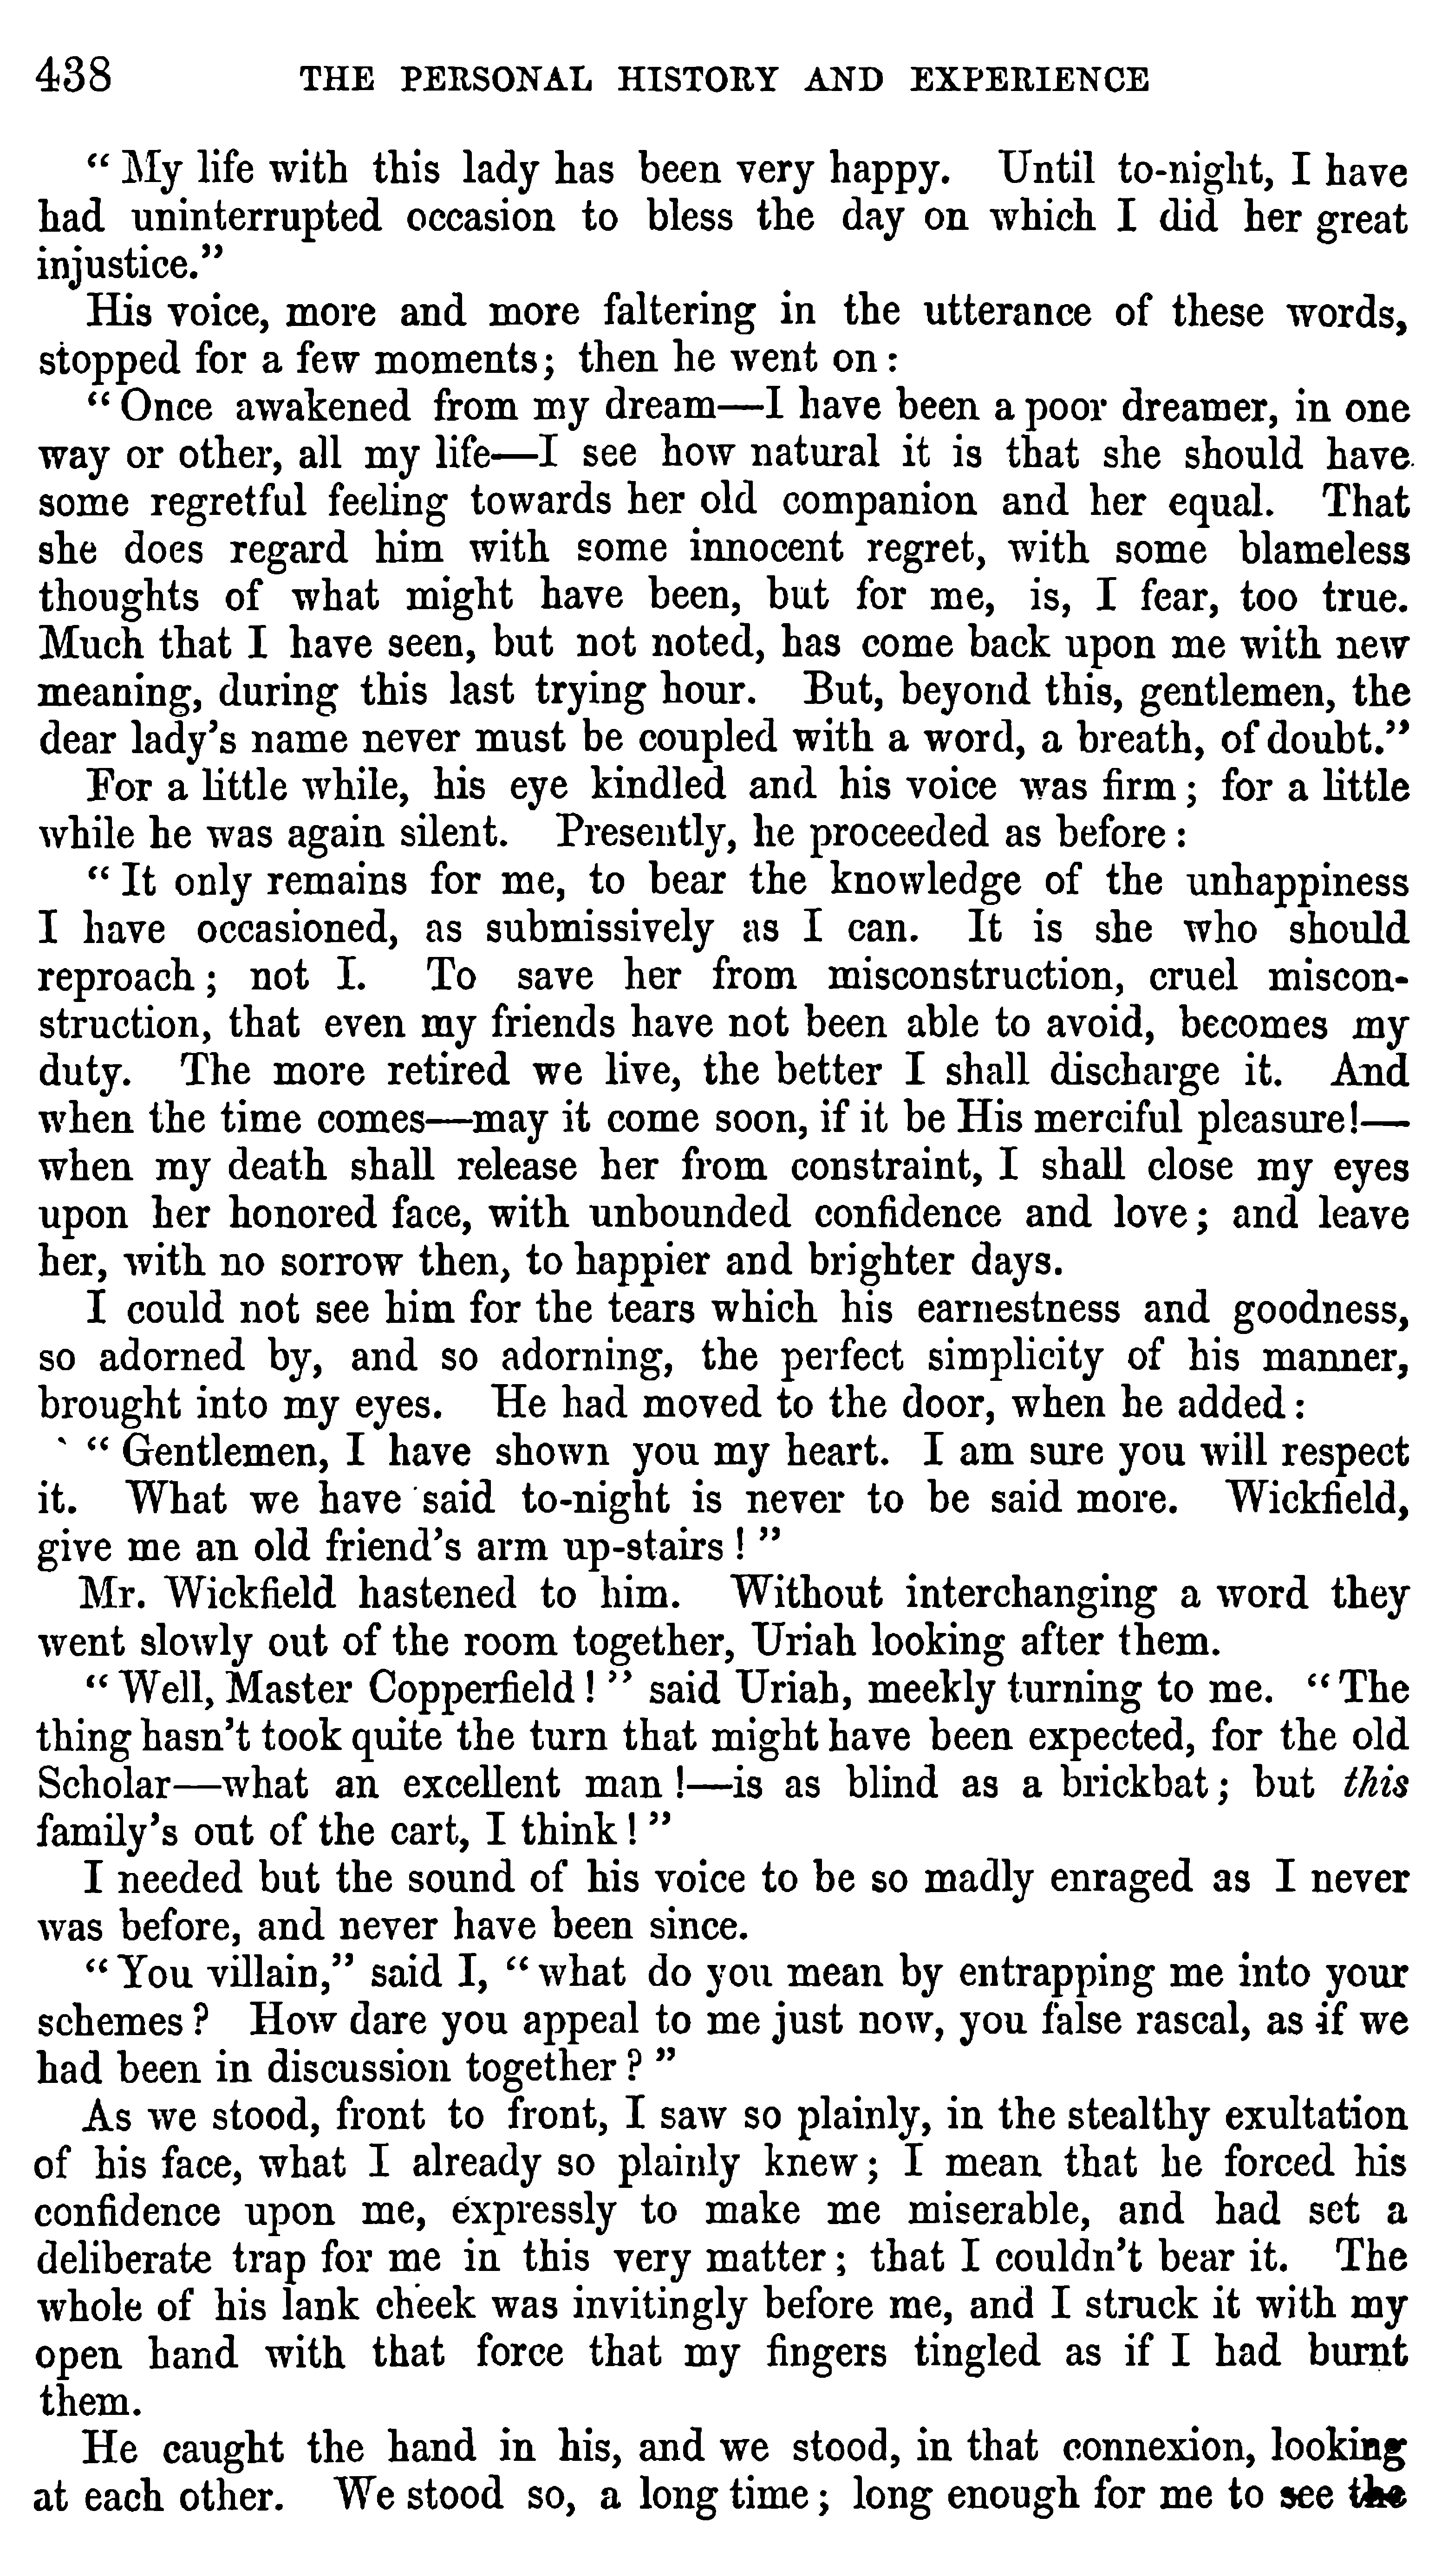 438 THE PERSONAL HISTORY AND EXPERIENCE
“ My life with this lady has been very happy. Until to-night, I have
had uninterrupted occasion to bless the day on which I did her great
injustice.”
His voice, more and more faltering in the utterance of these words,
stopped for a few moments; then he went on :
“ Once awakened from my dream—I have been a poor dreamer, in one
way or other, all my life—I see how natural it is that she should have
some regretful feeling towards her old companion and her equal. That
she does regard him with some innocent regret, with some blameless
thoughts of what might have been, but for me, is, I fear, too true.
Much that I have seen, but not noted, has come back upon me with new
meaning, during this last trying hour. But, beyond this, gentlemen, the
dear lady’s name never must be coupled with a word, a breath, of doubt.”
For a little while, his eye kindled and his voice was firm ; for a little
while he was again silent. Presently, he proceeded as before :
“ It only remains for me, to bear the knowledge of the unhappiness
I have occasioned, as submissively as I can. It is she who should
reproach ; not I. To save her from misconstruction, cruel miscon-
struction, that even my friends have not been able to avoid, becomes my
duty. The more retired we live, the better I shall discharge it. And
when the time comes—may it come soon, if it be His merciful pleasure!—
when my death shall release her from constraint, I shall close my eyes
upon her honored face, with unbounded confidence and love ; and leave
her, with no sorrow then, to happier and brighter days.
I could not see him for the tears which his earnestness and goodness,
so adorned by, and so adorning, the perfect simplicity of his manner,
brought into my eyes. He had moved to the door, when he added :
“ Gentlemen, I have shown you my heart. I am sure you will respect
it. What we have said to-night is never to be said more. Wickfield,
give me an old friend’s arm up-stairs ! ”
Mr. Wickfield hastened to him. Without interchanging a word they
went slowly out of the room together, Uriah looking after them.
“ Well, Master Copperfield ! ” said Uriah, meekly turning to me. “ The
thing hasn’t took quite the turn that might have been expected, for the old
Scholar—what an excellent man !—is as blind as a brickbat ; but this
family’s out of the cart, I think ! ”
I needed but the sound of his voice to be so madly enraged as I never
was before, and never have been since.
“ You villain,” said I, “ what do you mean by entrapping me into your
schemes ? How dare you appeal to me just now, you false rascal, as if we
had been in discussion together ? ”
As we stood, front to front, I saw so plainly, in the stealthy exultation
of his face, what I already so plainly knew ; I mean that he forced his
confidence upon me, expressly to make me miserable, and had set a
deliberate trap for me in this very matter ; that I couldn’t bear it. The
whole of his lank cheek was invitingly before me, and I struck it with my
open hand with that force that my fingers tingled as if I had burnt
them.
He caught the hand in his, and we stood, in that connexion, looking
at each other. We stood so, a long time ; long enough for me to see the